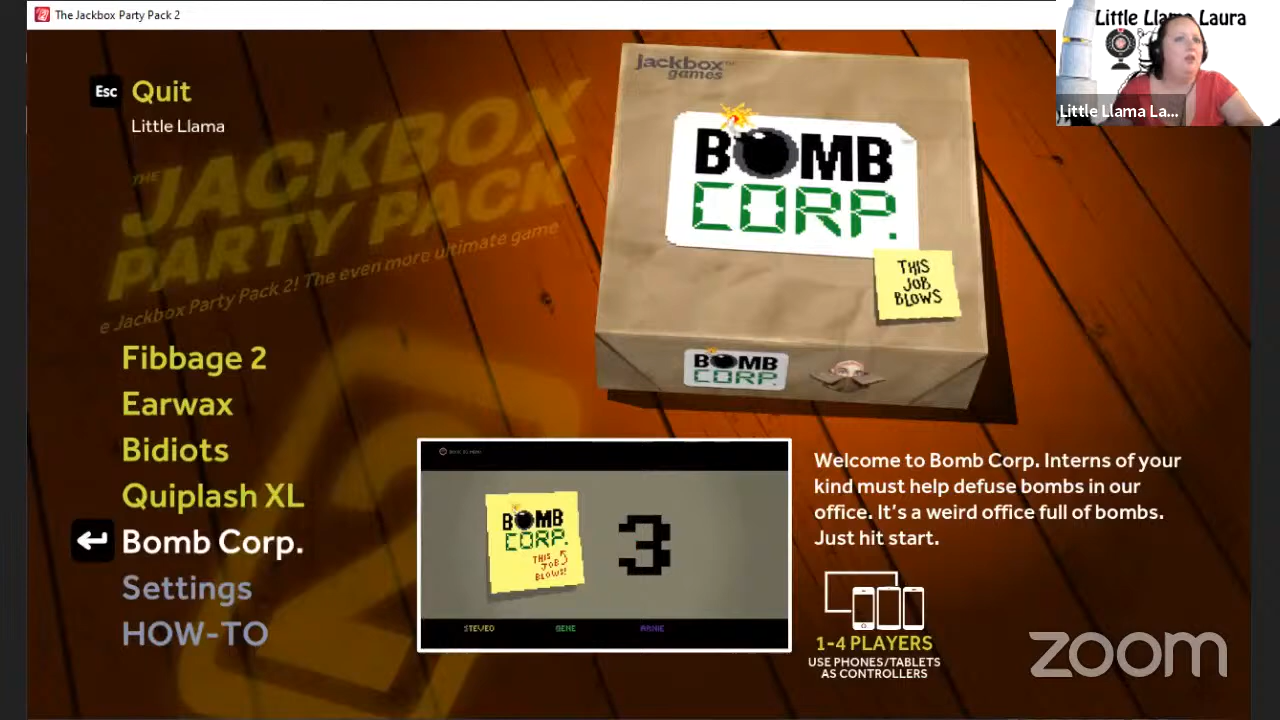 The Jackbox Party Pack 2
Little Llama Laura
Little Llama La...
Esc
Quit
Little Llama
THE
JACKBOX
PARTY PACK
e Jackbox Party Pack 2! The even more ultimate game
Fibbage 2
Earwax
Bidiots
Quiplash XL
Bomb Corp.
Settings
HOW-TO
jackbox™
games
BOMB
CORP.
THIS
JOB
BLOWS
BOMB
CORP.
BOMB
CORP.
THIS
JOB
BLOWS!
3
STEVEO GENE ARNIE
Welcome to Bomb Corp. Interns of your
kind must help defuse bombs in our
office. It's a weird office full of bombs.
Just hit start.
1-4 PLAYERS
USE PHONES/TABLETS
AS CONTROLLERS
zoom